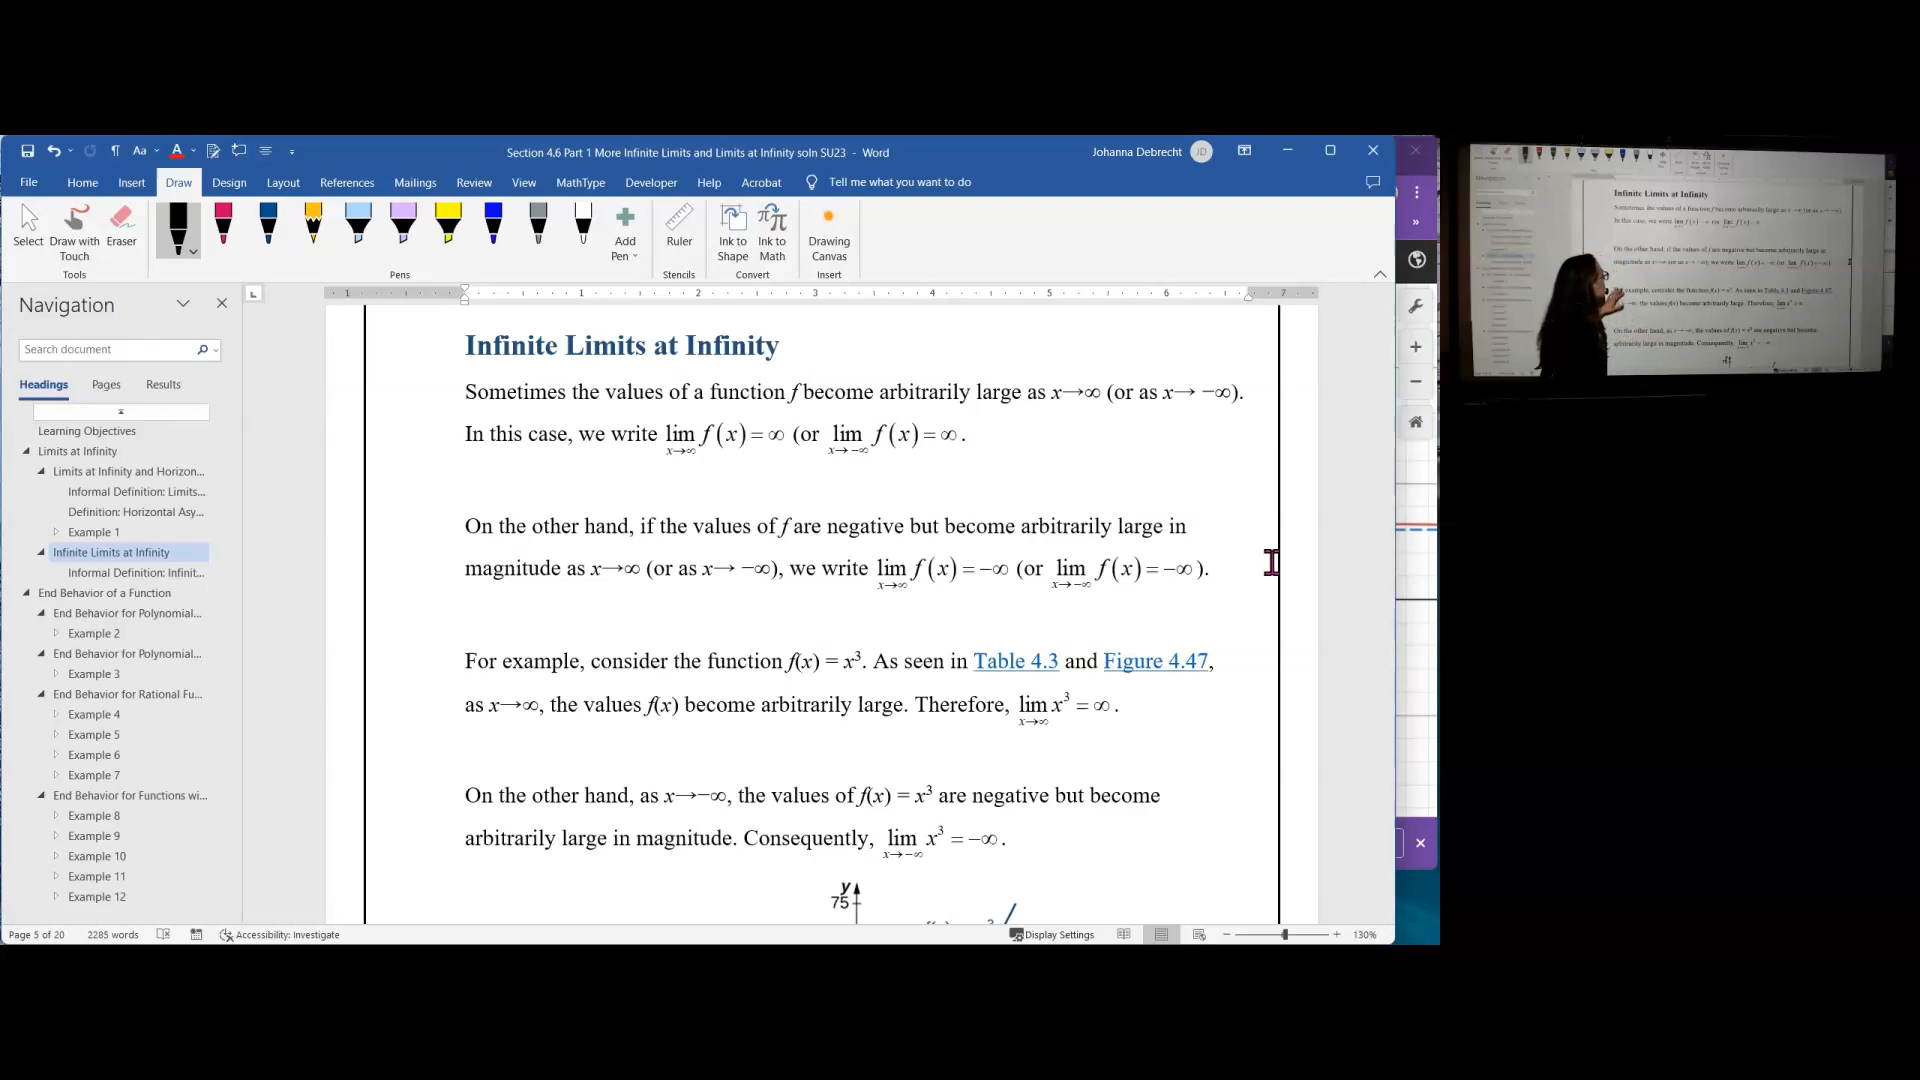 Section 4.6 Part 1 More Infinite Limits and Limits at Infinity soln SU23 - Word
Johanna Debrecht JD
File Home Insert Draw Design Layout References Mailings Review View MathType Developer Help Acrobat Tell me what you want to do
Select Draw with Touch Eraser
Add Pen
Ruler
Ink to Shape Ink to Math
Drawing Canvas
Tools Pens Stencils Convert Insert
Navigation
Search document
Headings Pages Results
Learning Objectives
Limits at Infinity
Limits at Infinity and Horizon...
Informal Definition: Limits...
Definition: Horizontal Asy...
Example 1
Infinite Limits at Infinity
Informal Definition: Infinit...
End Behavior of a Function
End Behavior for Polynomial...
Example 2
End Behavior for Polynomial...
Example 3
End Behavior for Rational Fu...
Example 4
Example 5
Example 6
Example 7
End Behavior for Functions wi...
Example 8
Example 9
Example 10
Example 11
Example 12
1 1 2 3 4 5 6 7
Infinite Limits at Infinity
Sometimes the values of a function f become arbitrarily large as x→∞ (or as x→ −∞).
In this case, we write lim x→∞ f(x) = ∞ (or lim x→−∞ f(x) = ∞ .
On the other hand, if the values of f are negative but become arbitrarily large in
magnitude as x→∞ (or as x→ −∞), we write lim x→∞ f(x) = −∞ (or lim x→−∞ f(x) = −∞ ).
For example, consider the function f(x) = x³. As seen in Table 4.3 and Figure 4.47,
as x→∞, the values f(x) become arbitrarily large. Therefore, lim x→∞ x³ = ∞ .
On the other hand, as x→−∞, the values of f(x) = x³ are negative but become
arbitrarily large in magnitude. Consequently, lim x→−∞ x³ = −∞ .
y
75
Page 5 of 20 2285 words Accessibility: Investigate Display Settings 130%
Infinite Limits at Infinity